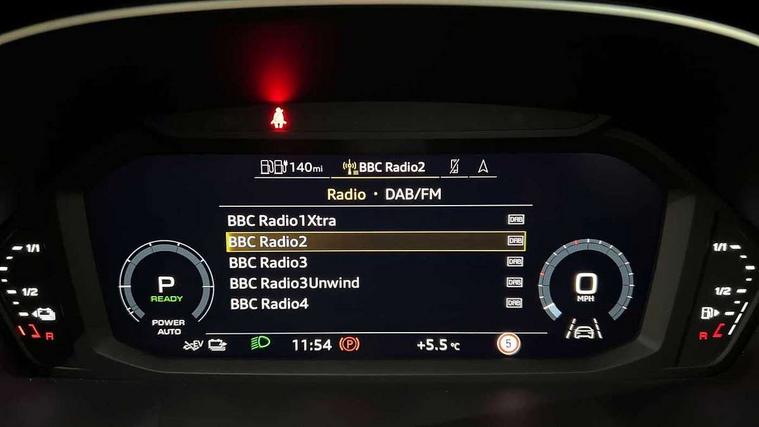 140mi BBC Radio2
Radio • DAB/FM
BBC Radio1Xtra DAB
BBC Radio2 DAB
BBC Radio3 DAB
BBC Radio3Unwind DAB
BBC Radio4 DAB
1/1
1/2
R
P
READY
POWER
AUTO
0
MPH
1/1
1/2
R
EV 11:54 P +5.5 °C 5